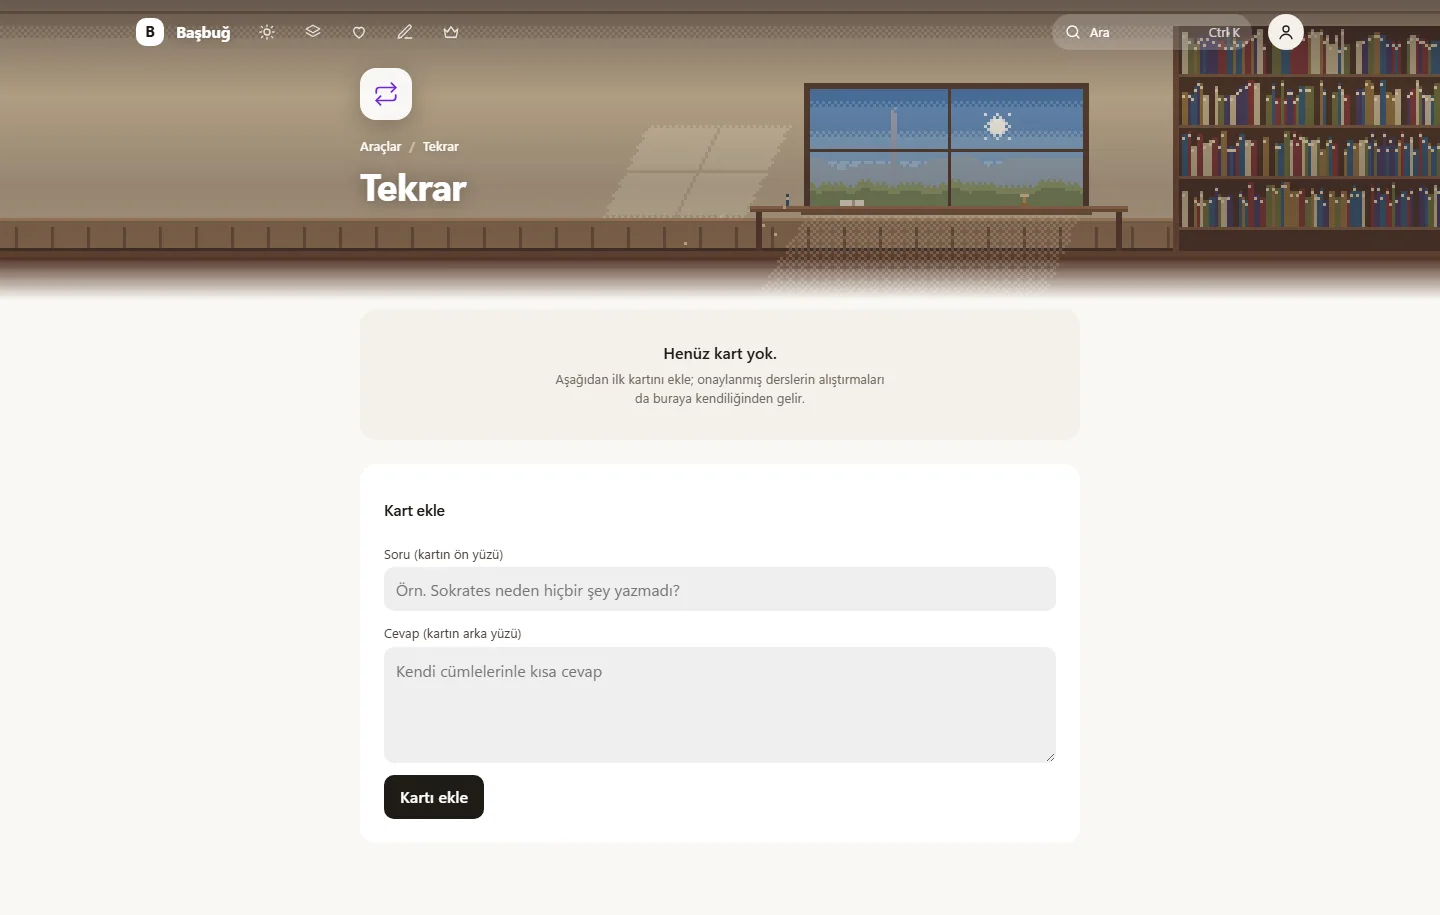 B Başbuğ
Ara Ctrl K
Araçlar / Tekrar
Tekrar
Henüz kart yok.
Aşağıdan ilk kartını ekle; onaylanmış derslerin alıştırmaları
da buraya kendiliğinden gelir.
Kart ekle
Soru (kartın ön yüzü)
Örn. Sokrates neden hiçbir şey yazmadı?
Cevap (kartın arka yüzü)
Kendi cümlelerinle kısa cevap
Kartı ekle